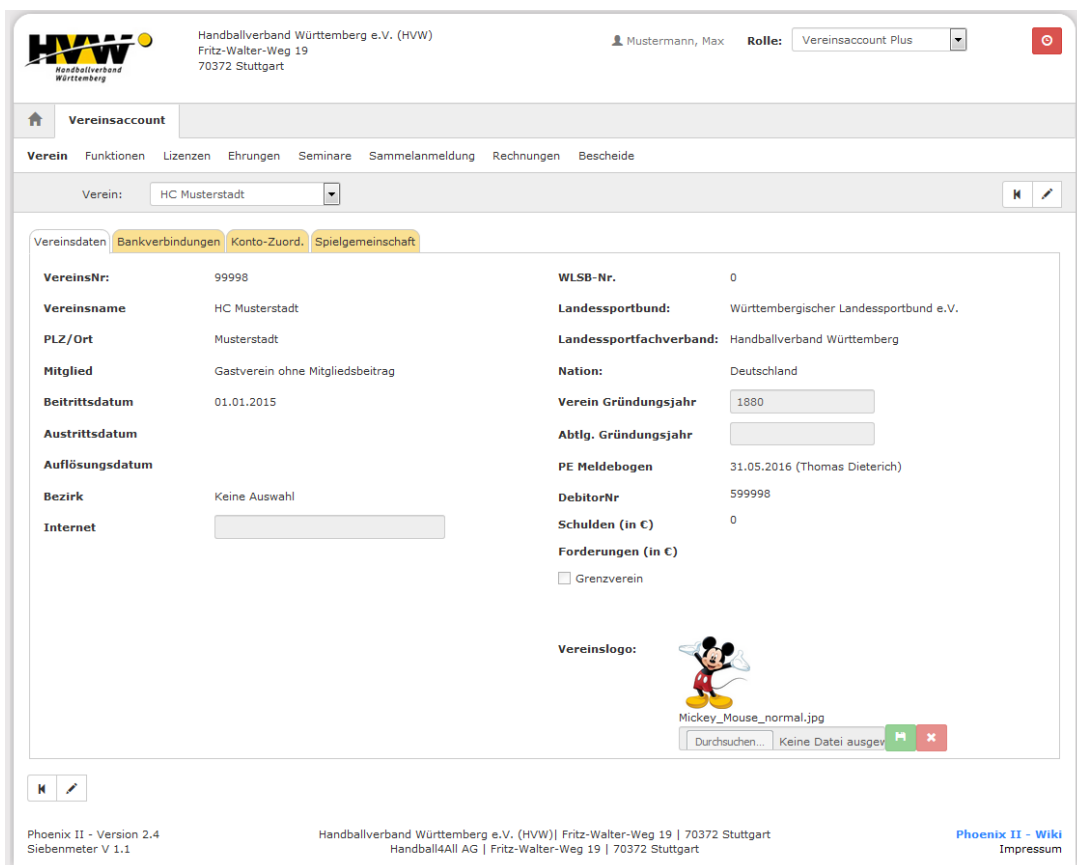 HVW
Handballverband
Württemberg
Handballverband Württemberg e.V. (HVW)
Fritz-Walter-Weg 19
70372 Stuttgart
Mustermann, Max Rolle: Vereinsaccount Plus
Vereinsaccount
Verein Funktionen Lizenzen Ehrungen Seminare Sammelanmeldung Rechnungen Bescheide
Verein: HC Musterstadt
Vereinsdaten Bankverbindungen Konto-Zuord. Spielgemeinschaft
VereinsNr: 99998 WLSB-Nr. 0
Vereinsname HC Musterstadt Landessportbund: Württembergischer Landessportbund e.V.
PLZ/Ort Musterstadt Landessportfachverband: Handballverband Württemberg
Mitglied Gastverein ohne Mitgliedsbeitrag Nation: Deutschland
Beitrittsdatum 01.01.2015 Verein Gründungsjahr 1880
Austrittsdatum Abtlg. Gründungsjahr
Auflösungsdatum PE Meldebogen 31.05.2016 (Thomas Dieterich)
Bezirk Keine Auswahl DebitorNr 599998
Internet Schulden (in €) 0
Forderungen (in €)
Grenzverein
Vereinslogo:
Mickey_Mouse_normal.jpg
Durchsuchen... Keine Datei ausgew
Phoenix II - Version 2.4 Handballverband Württemberg e.V. (HVW)| Fritz-Walter-Weg 19 | 70372 Stuttgart Phoenix II - Wiki
Siebenmeter V 1.1 Handball4All AG | Fritz-Walter-Weg 19 | 70372 Stuttgart Impressum